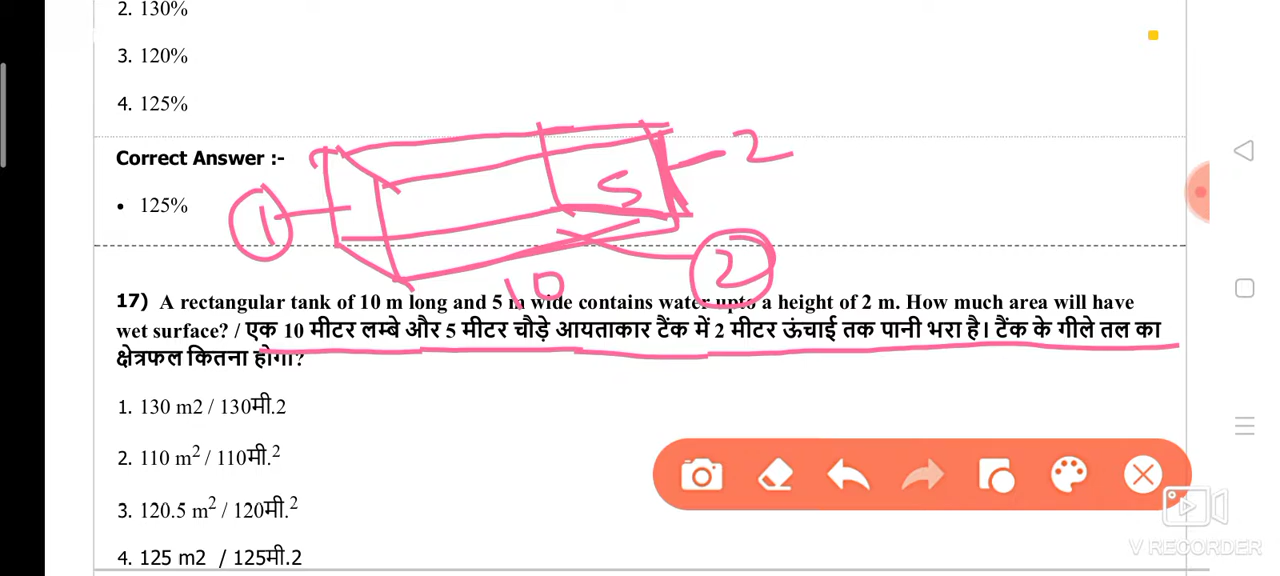 2. 130%
3. 120%
4. 125%
Correct Answer :-
2
5
• 125%
1
2
10
17) A rectangular tank of 10 m long and 5 m wide contains water upto a height of 2 m. How much area will have
wet surface? / एक 10 मीटर लम्बे और 5 मीटर चौड़े आयताकार टैंक में 2 मीटर ऊंचाई तक पानी भरा है। टैंक के गीले तल का
क्षेत्रफल कितना होगा?
1. 130 m2 / 130मी.2
2. 110 m² / 110मी.²
3. 120.5 m² / 120मी.²
4. 125 m2 / 125मी.2
V RECORDER